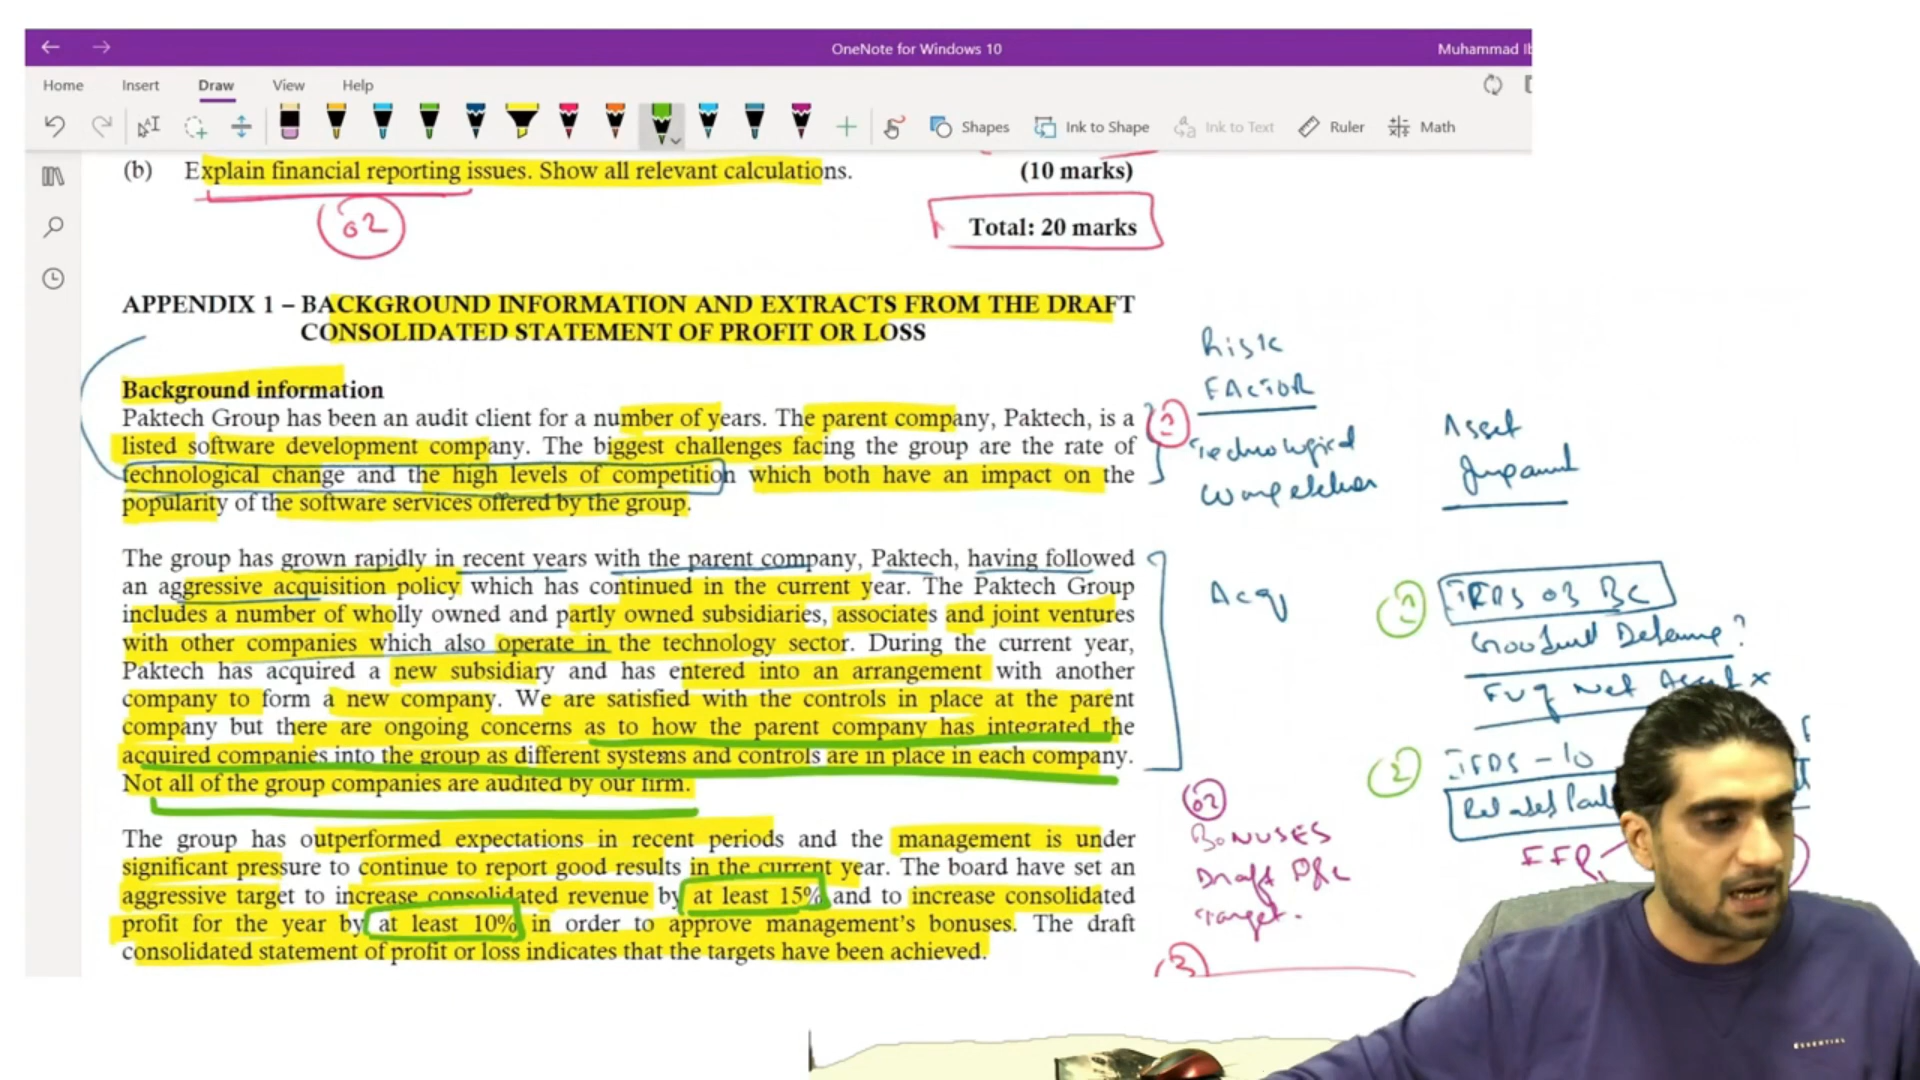 OneNote for Windows 10
Muhammad Ib
Home Insert Draw View Help
Shapes Ink to Shape Ink to Text Ruler Math
(b) Explain financial reporting issues. Show all relevant calculations. (10 marks)
02
Total: 20 marks
APPENDIX 1 – BACKGROUND INFORMATION AND EXTRACTS FROM THE DRAFT
CONSOLIDATED STATEMENT OF PROFIT OR LOSS
Background information
Paktech Group has been an audit client for a number of years. The parent company, Paktech, is a
listed software development company. The biggest challenges facing the group are the rate of
technological change and the high levels of competition which both have an impact on the
popularity of the software services offered by the group.
The group has grown rapidly in recent years with the parent company, Paktech, having followed
an aggressive acquisition policy which has continued in the current year. The Paktech Group
includes a number of wholly owned and partly owned subsidiaries, associates and joint ventures
with other companies which also operate in the technology sector. During the current year,
Paktech has acquired a new subsidiary and has entered into an arrangement with another
company to form a new company. We are satisfied with the controls in place at the parent
company but there are ongoing concerns as to how the parent company has integrated the
acquired companies into the group as different systems and controls are in place in each company.
Not all of the group companies are audited by our firm.
The group has outperformed expectations in recent periods and the management is under
significant pressure to continue to report good results in the current year. The board have set an
aggressive target to increase consolidated revenue by at least 15% and to increase consolidated
profit for the year by at least 10% in order to approve management's bonuses. The draft
consolidated statement of profit or loss indicates that the targets have been achieved.
Risk
FACTOR
Technological
Asset
Acq
IFRS 03 BC
Net Asset x
2
02
BONUSES
Draft P&L
target.
3
ESSENTIAL